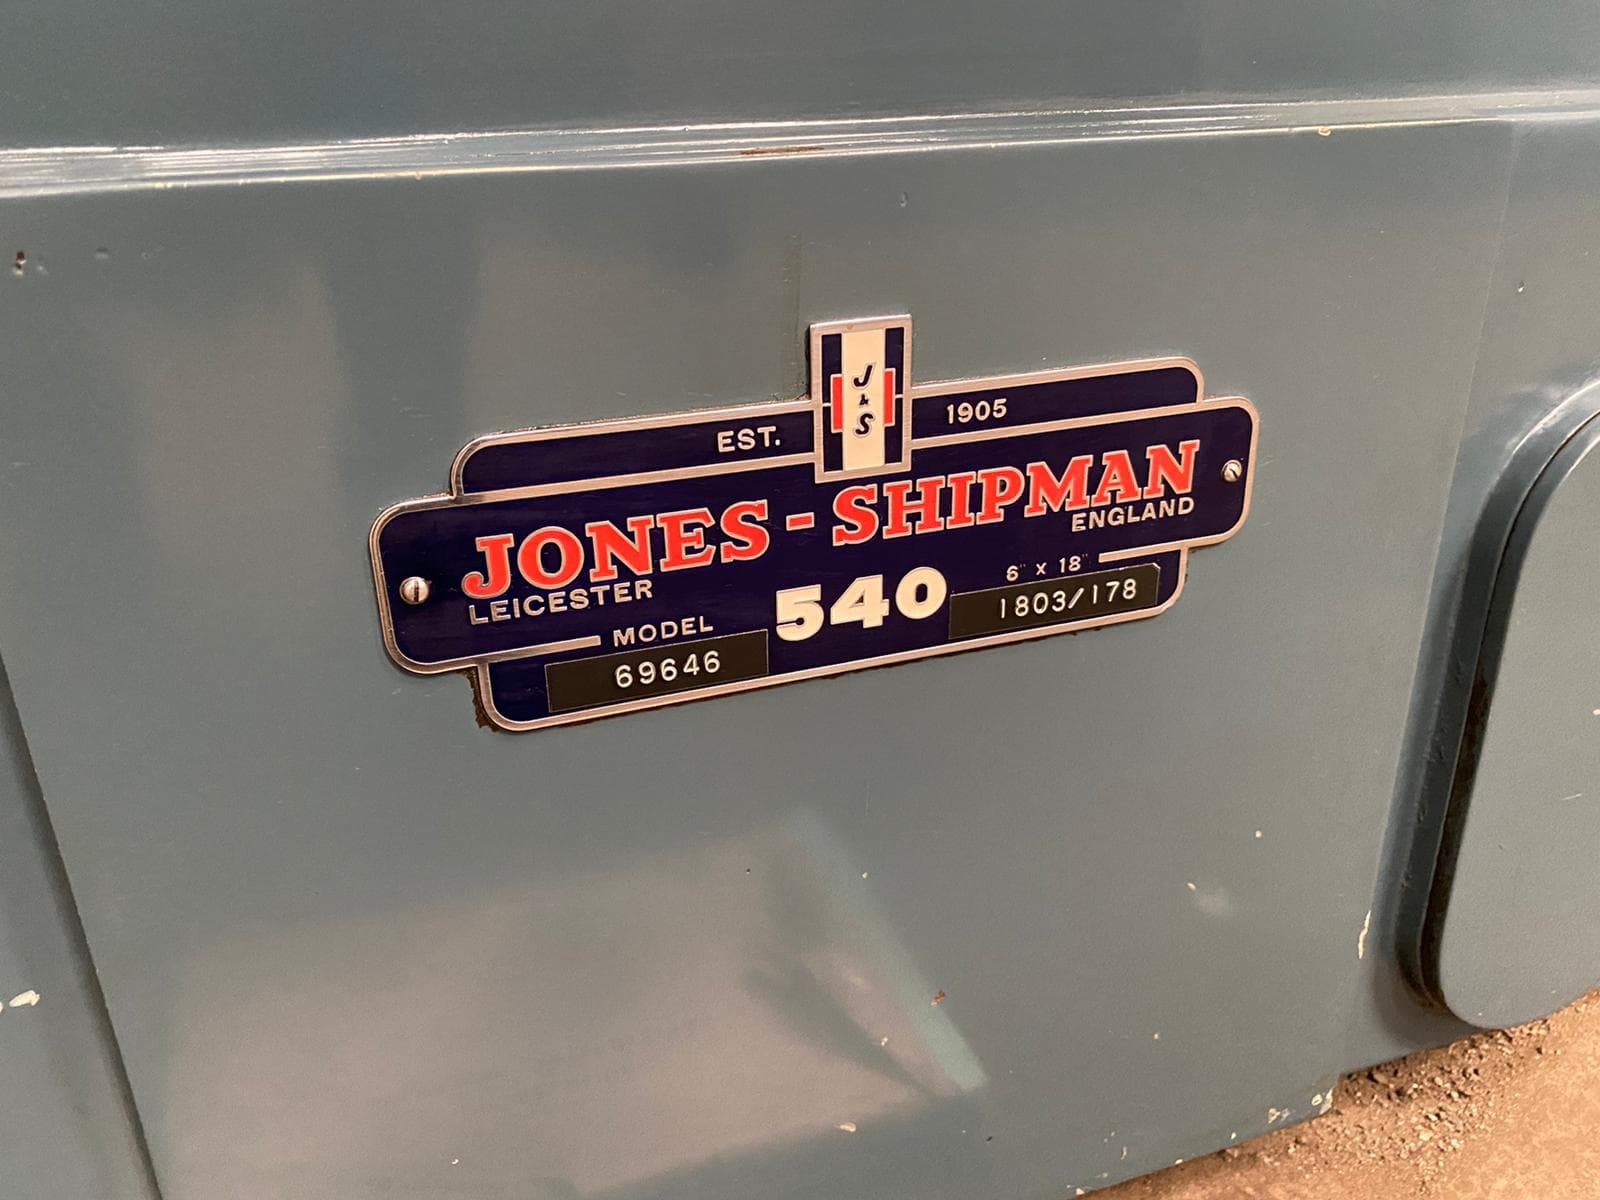 J
&
S
EST. 1905
JONES - SHIPMAN
LEICESTER ENGLAND
MODEL 540 6" X 18"
69646 1803/178